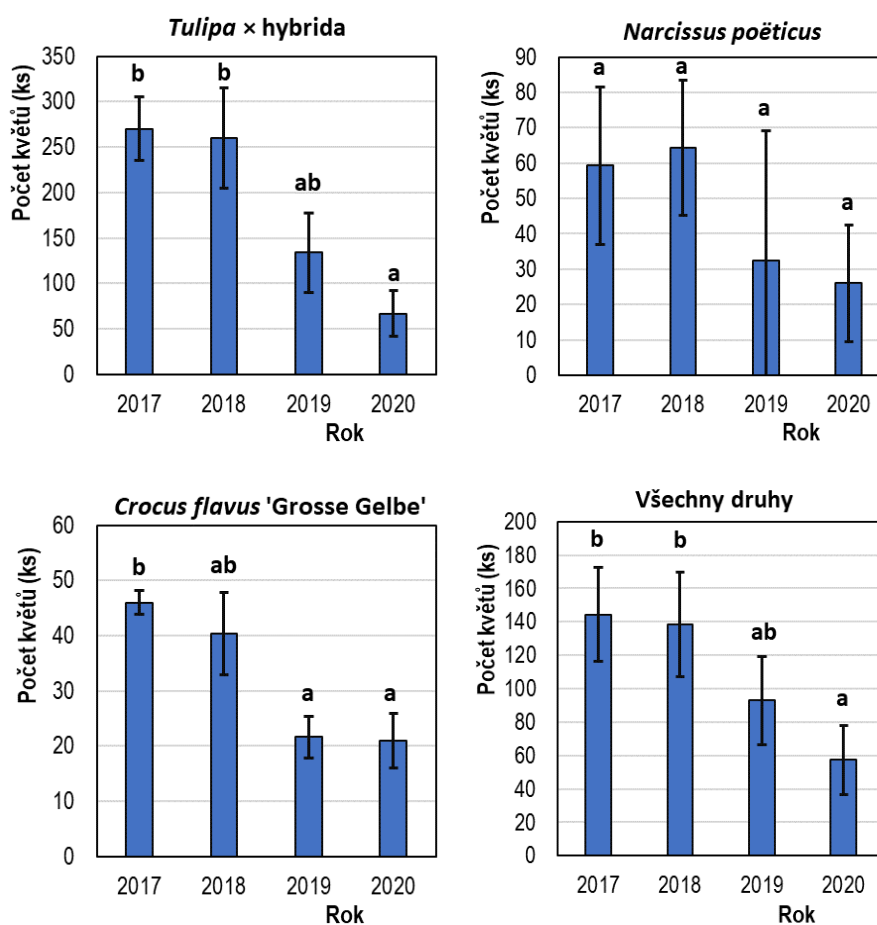 Tulipa × hybrida
Počet květů (ks)
350
300
250
200
150
100
50
0
b
b
ab
a
2017
2018
2019
2020
Rok
Narcissus poëticus
Počet květů (ks)
90
80
70
60
50
40
30
20
10
0
a
a
a
a
2017
2018
2019
2020
Rok
Crocus flavus 'Grosse Gelbe'
Počet květů (ks)
60
50
40
30
20
10
0
b
ab
a
a
2017
2018
2019
2020
Rok
Všechny druhy
Počet květů (ks)
200
180
160
140
120
100
80
60
40
20
0
b
b
ab
a
2017
2018
2019
2020
Rok